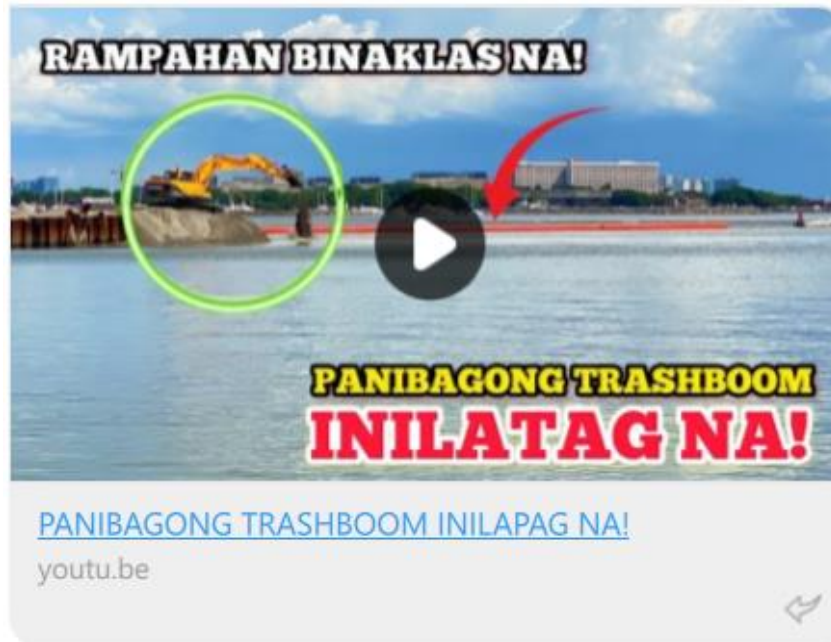 RAMPAHAN BINAKLAS NA!
PANIBAGONG TRASHBOOM
INILATAG NA!
PANIBAGONG TRASHBOOM INILAPAG NA!
youtu.be